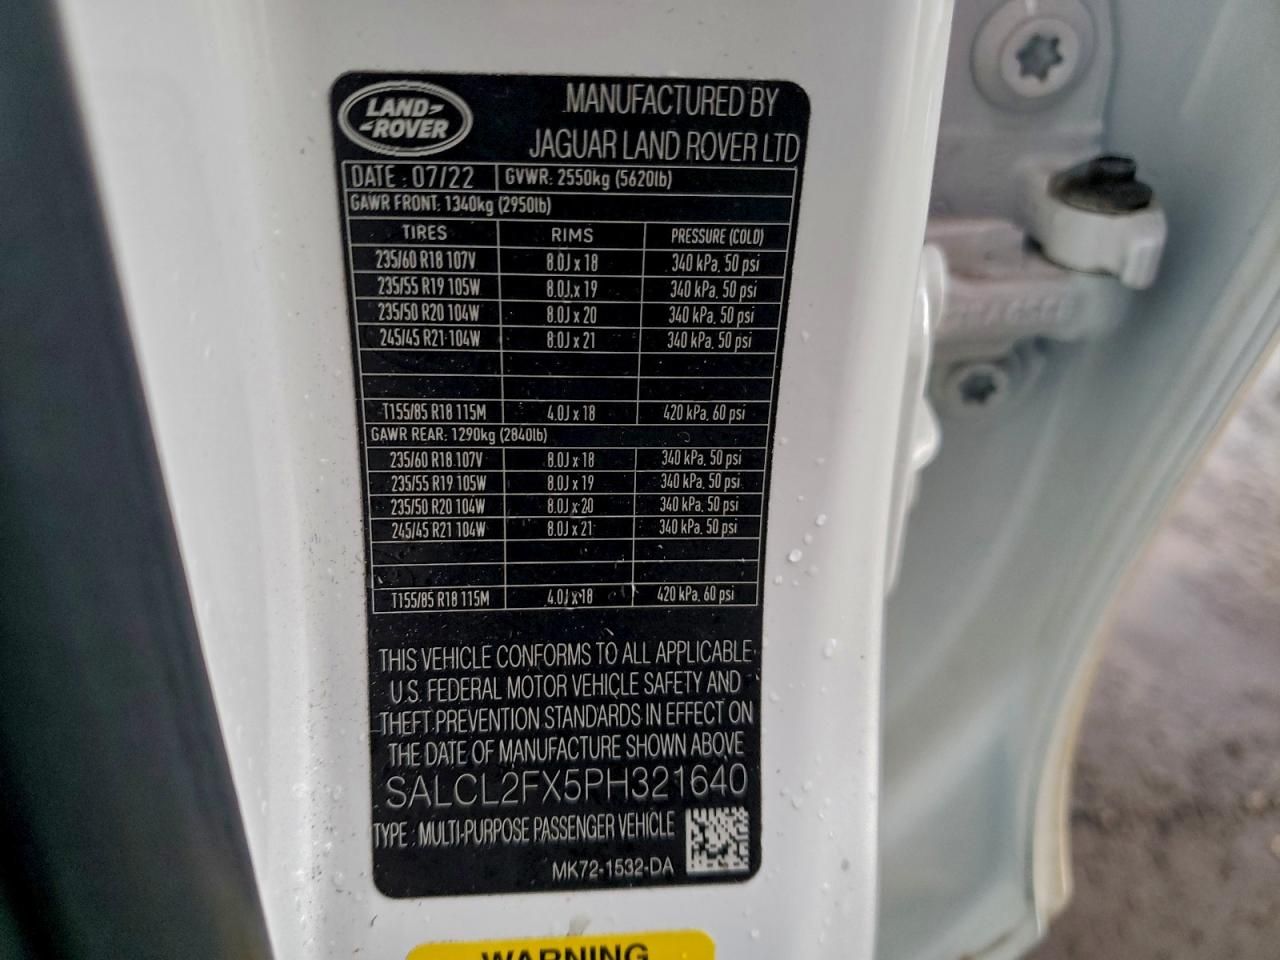 LAND-
-ROVER
MANUFACTURED BY
JAGUAR LAND ROVER LTD
DATE : 07/22 GVWR: 2550kg (5620lb)
GAWR FRONT: 1340kg (2950lb)
TIRES RIMS PRESSURE (COLD)
235/60 R18 107V 8.0J x 18 340 kPa, 50 psi
235/55 R19 105W 8.0J x 19 340 kPa, 50 psi
235/50 R20 104W 8.0J x 20 340 kPa, 50 psi
245/45 R21 104W 8.0J x 21 340 kPa, 50 psi
T155/85 R18 115M 4.0J x 18 420 kPa, 60 psi
GAWR REAR: 1290kg (2840lb)
235/60 R18 107V 8.0J x 18 340 kPa, 50 psi
235/55 R19 105W 8.0J x 19 340 kPa, 50 psi
235/50 R20 104W 8.0J x 20 340 kPa, 50 psi
245/45 R21 104W 8.0J x 21 340 kPa, 50 psi
T155/85 R18 115M 4.0J x 18 420 kPa, 60 psi
THIS VEHICLE CONFORMS TO ALL APPLICABLE
U.S. FEDERAL MOTOR VEHICLE SAFETY AND
THEFT PREVENTION STANDARDS IN EFFECT ON
THE DATE OF MANUFACTURE SHOWN ABOVE
SALCL2FX5PH321640
TYPE : MULTI-PURPOSE PASSENGER VEHICLE
MK72-1532-DA
WARNING